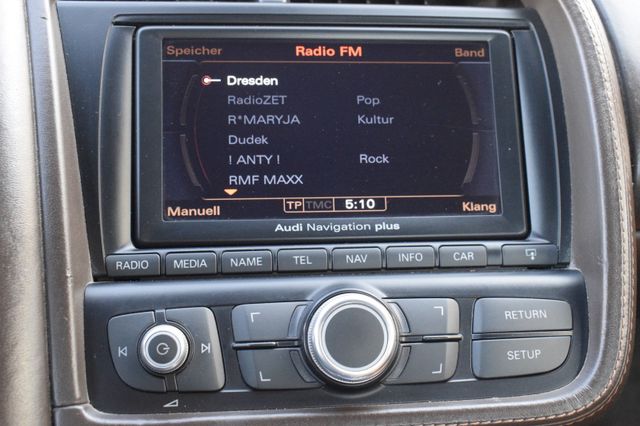 Speicher Radio FM Band
Dresden
RadioZET Pop
R*MARYJA Kultur
Dudek
! ANTY ! Rock
RMF MAXX
Manuell TP TMC 5:10 Klang
Audi Navigation plus
RADIO MEDIA NAME TEL NAV INFO CAR
RETURN
SETUP